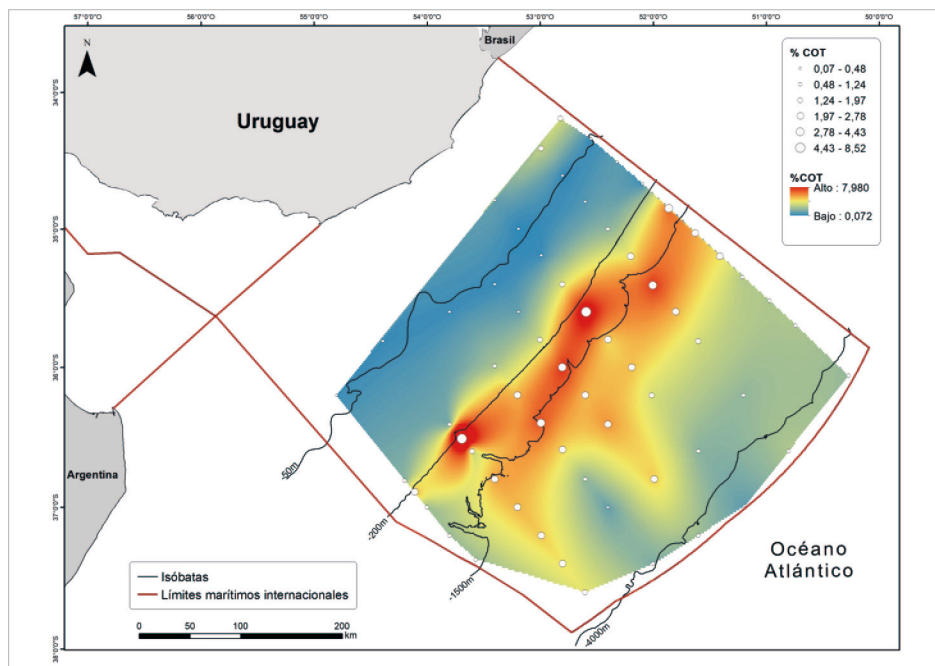 57°0'0"O
56°0'0"O
55°0'0"O
54°0'0"O
53°0'0"O
52°0'0"O
51°0'0"O
50°0'0"O
34°0'0"S
35°0'0"S
36°0'0"S
37°0'0"S
38°0'0"S
N
Brasil
Uruguay
Argentina
% COT
0,07 - 0,48
0,48 - 1,24
1,24 - 1,97
1,97 - 2,78
2,78 - 4,43
4,43 - 8,52
%COT
Alto : 7,980
Bajo : 0,072
-50m
-200m
-1500m
-4000m
Océano
Atlántico
Isóbatas
Límites marítimos internacionales
0 50 100 200
km